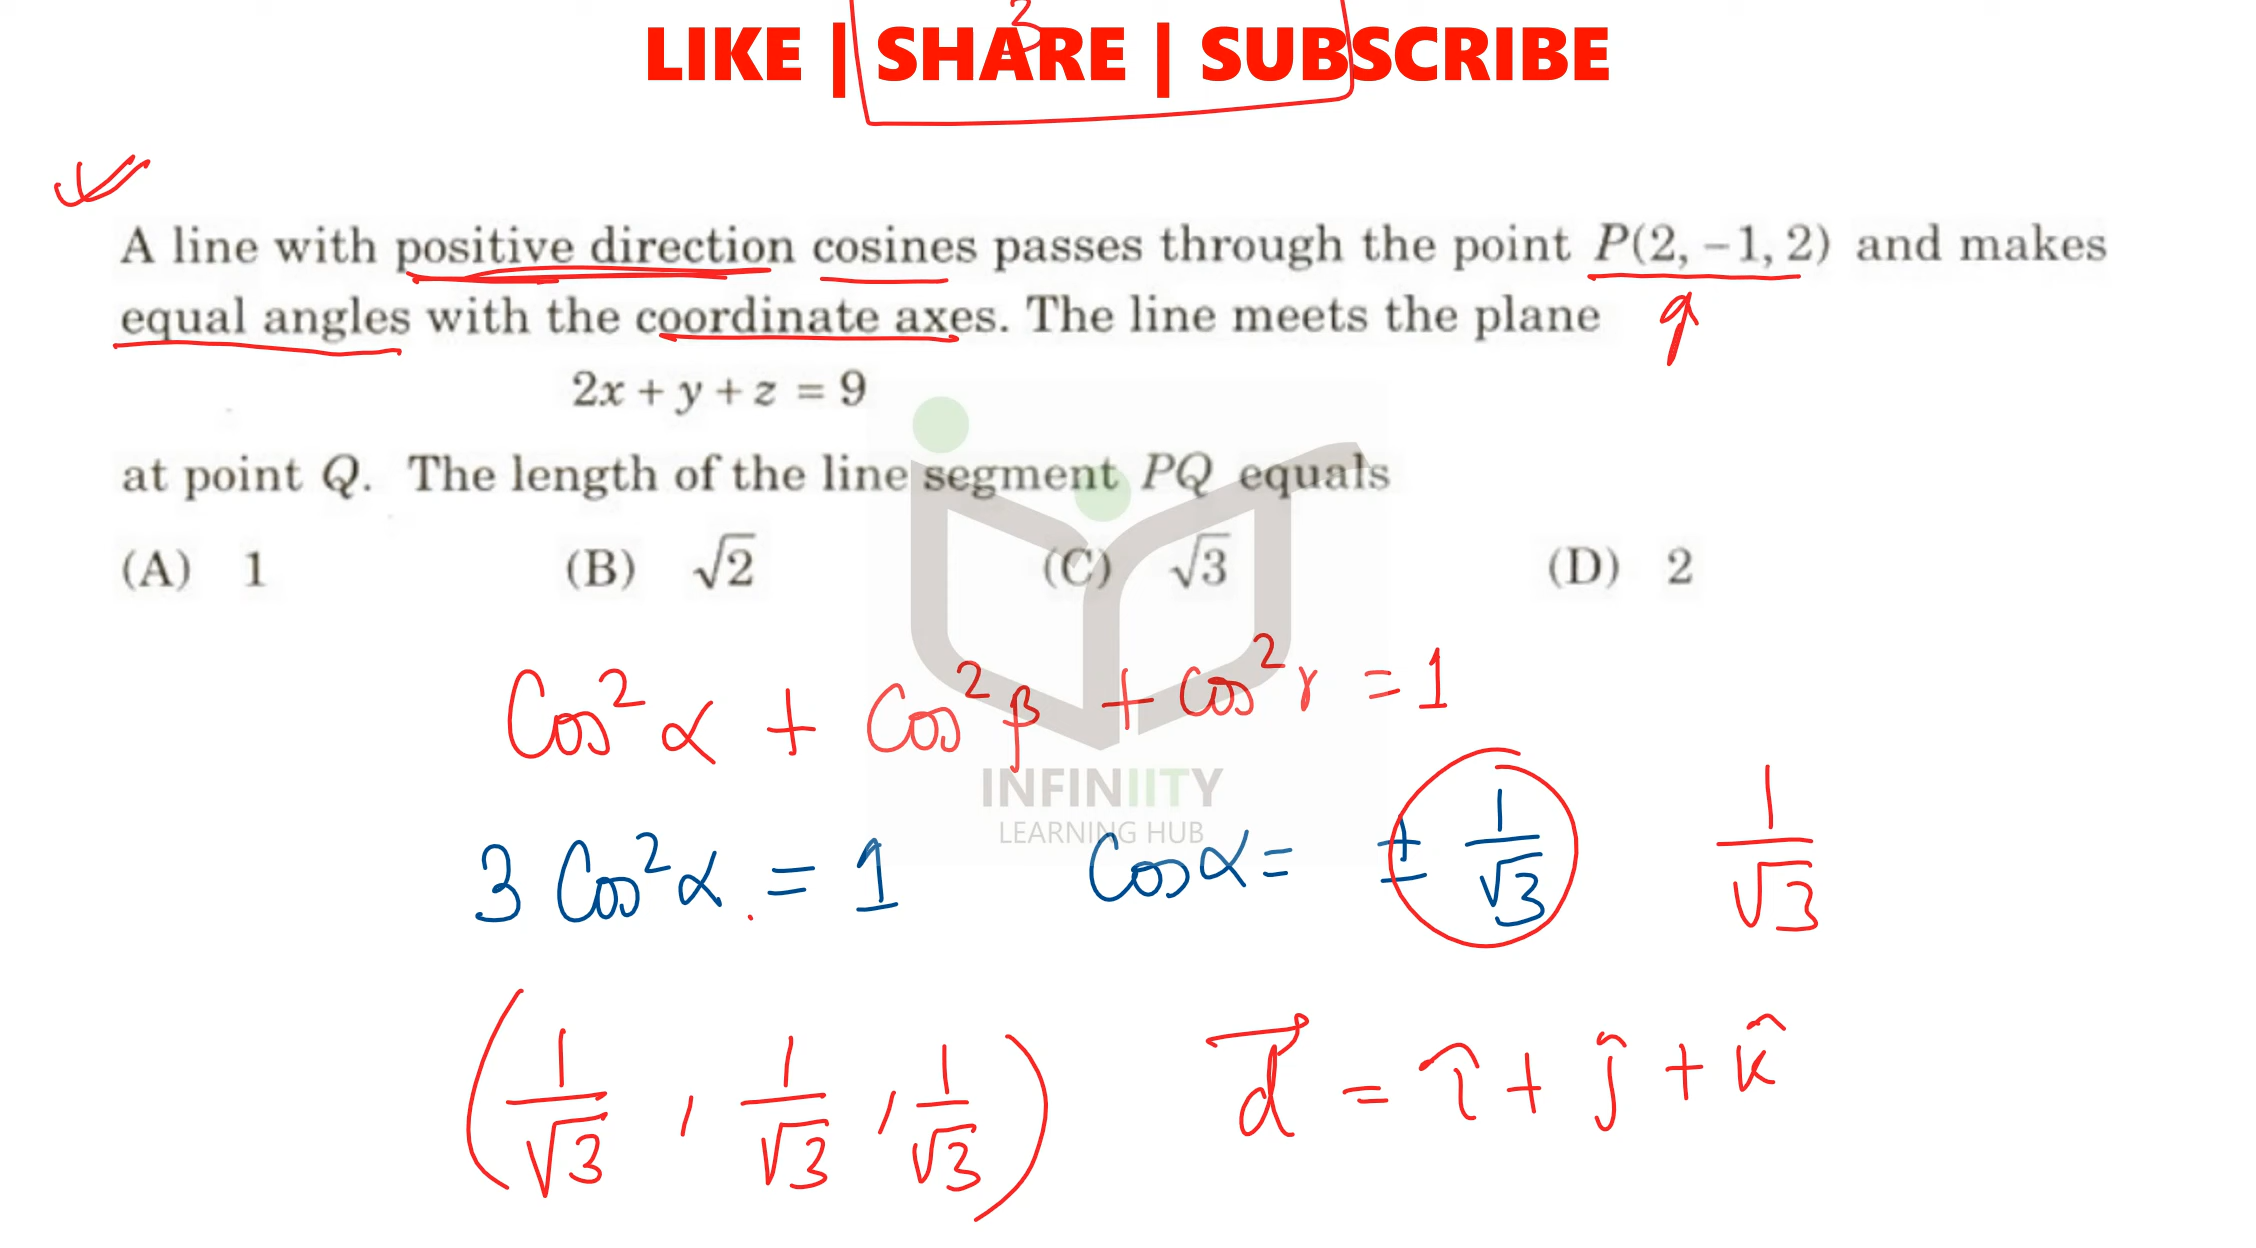 2
LIKE | SHARE | SUBSCRIBE
A line with positive direction cosines passes through the point P(2, −1, 2) and makes
equal angles with the coordinate axes. The line meets the plane
2x + y + z = 9
at point Q. The length of the line segment PQ equals
(A) 1 (B) √2 (C) √3 (D) 2
Cos²α + Cos²β + Cos²γ = 1
INFINIITY
LEARNING HUB
3 Cos²α = 1 Cosα = ± 1/√3 1/√3
(1/√3, 1/√3, 1/√3) d⃗ = î + ĵ + k̂